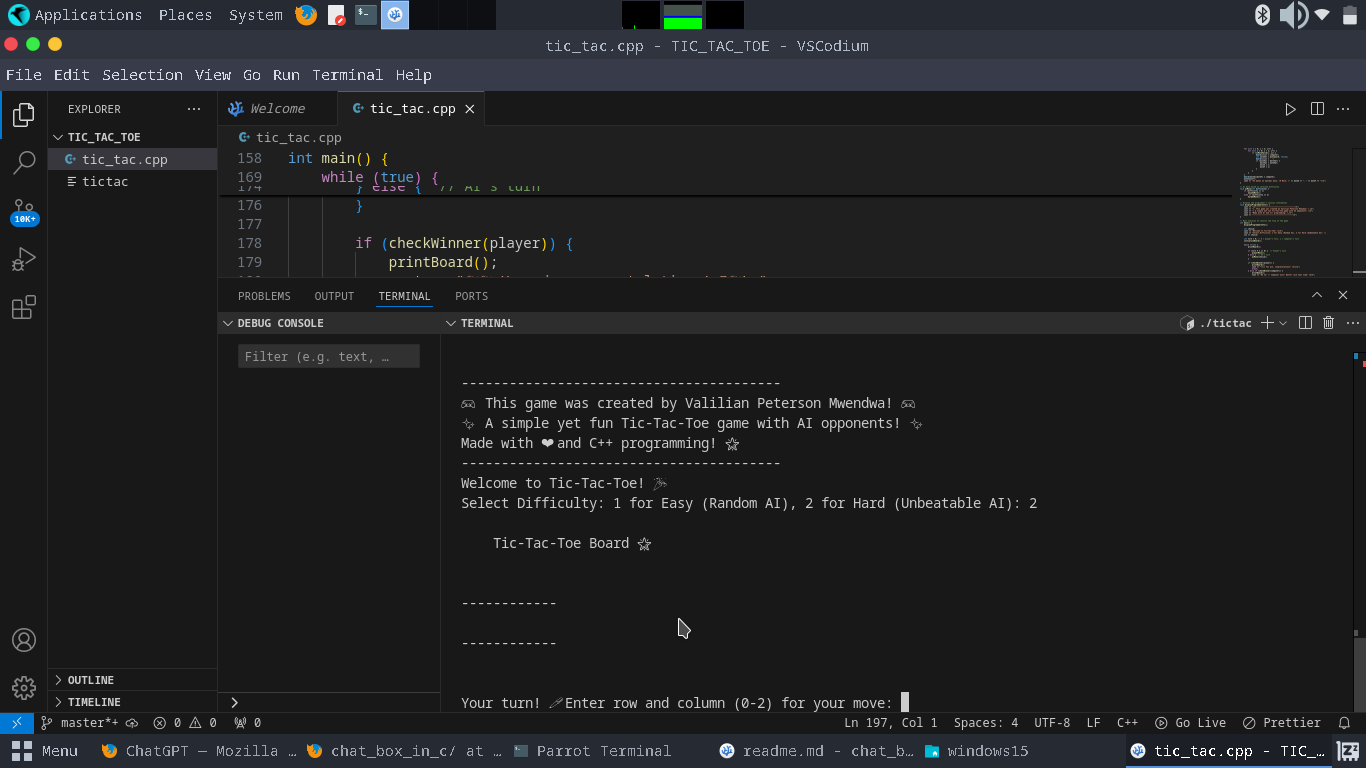 Applications Places System
tic_tac.cpp - TIC_TAC_TOE - VSCodium
File Edit Selection View Go Run Terminal Help
EXPLORER
Welcome
tic_tac.cpp
TIC_TAC_TOE
tic_tac.cpp
tictac
tic_tac.cpp
158 int main() {
169 while (true) {
174 } else { // AI's turn
176 }
177
178 if (checkWinner(player)) {
179 printBoard();
10K+
PROBLEMS OUTPUT TERMINAL PORTS
DEBUG CONSOLE
TERMINAL
./tictac
Filter (e.g. text, …
----------------------------------------
🎮 This game was created by Valilian Peterson Mwendwa! 🎮
✨ A simple yet fun Tic-Tac-Toe game with AI opponents! ✨
Made with ❤ and C++ programming! ⭐
----------------------------------------
Welcome to Tic-Tac-Toe! 🎉
Select Difficulty: 1 for Easy (Random AI), 2 for Hard (Unbeatable AI): 2
Tic-Tac-Toe Board ⭐
------------
------------
Your turn! Enter row and column (0-2) for your move:
OUTLINE
TIMELINE
master*+ 0 0 0 Ln 197, Col 1 Spaces: 4 UTF-8 LF C++ Go Live Prettier
Menu ChatGPT — Mozilla … chat_box_in_c/ at … Parrot Terminal readme.md - chat_b… windows15 tic_tac.cpp - TIC_…